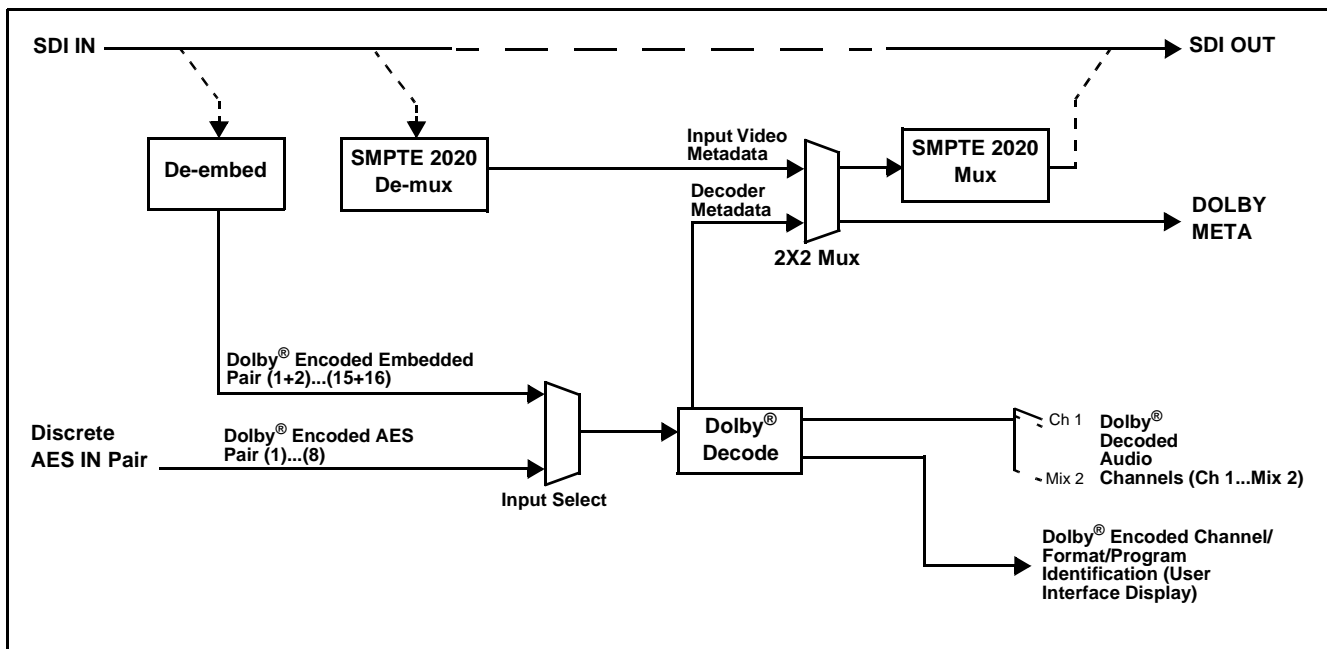 SDI IN
SDI OUT
De-embed
SMPTE 2020
De-mux
Input Video
Metadata
Decoder
Metadata
SMPTE 2020
Mux
DOLBY
META
2X2 Mux
Dolby® Encoded Embedded
Pair (1+2)...(15+16)
Discrete
AES IN Pair
Dolby® Encoded AES
Pair (1)...(8)
Input Select
Dolby®
Decode
Ch 1
Mix 2
Dolby®
Decoded
Audio
Channels (Ch 1...Mix 2)
Dolby® Encoded Channel/
Format/Program
Identification (User
Interface Display)